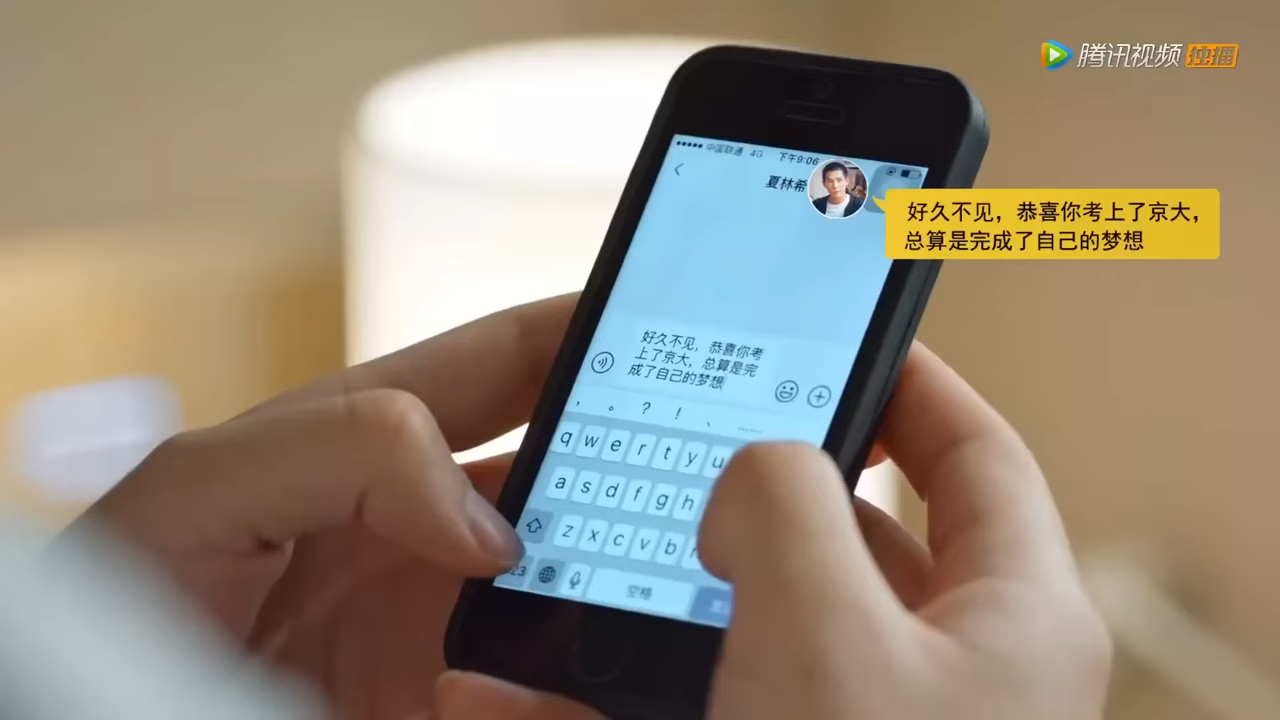 腾讯视频 独播
中国联通 4G 下午9:06
夏林希
好久不见，恭喜你考上了京大，
总算是完成了自己的梦想
好久不见，恭喜你考
上了京大，总算是完
成了自己的梦想
， 。 ? ! 、
q w e r t y u
a s d f g h
z x c v b
空格